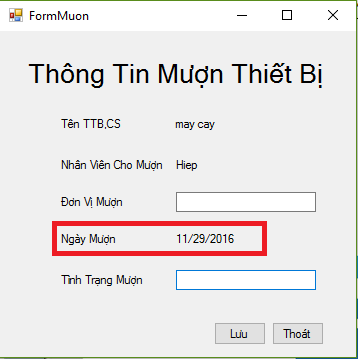 FormMuon
Thông Tin Mượn Thiết Bị
Tên TTB,CS may cay
Nhân Viên Cho Mượn Hiep
Đơn Vị Mượn
Ngày Mượn 11/29/2016
Tình Trạng Mượn
Lưu Thoát